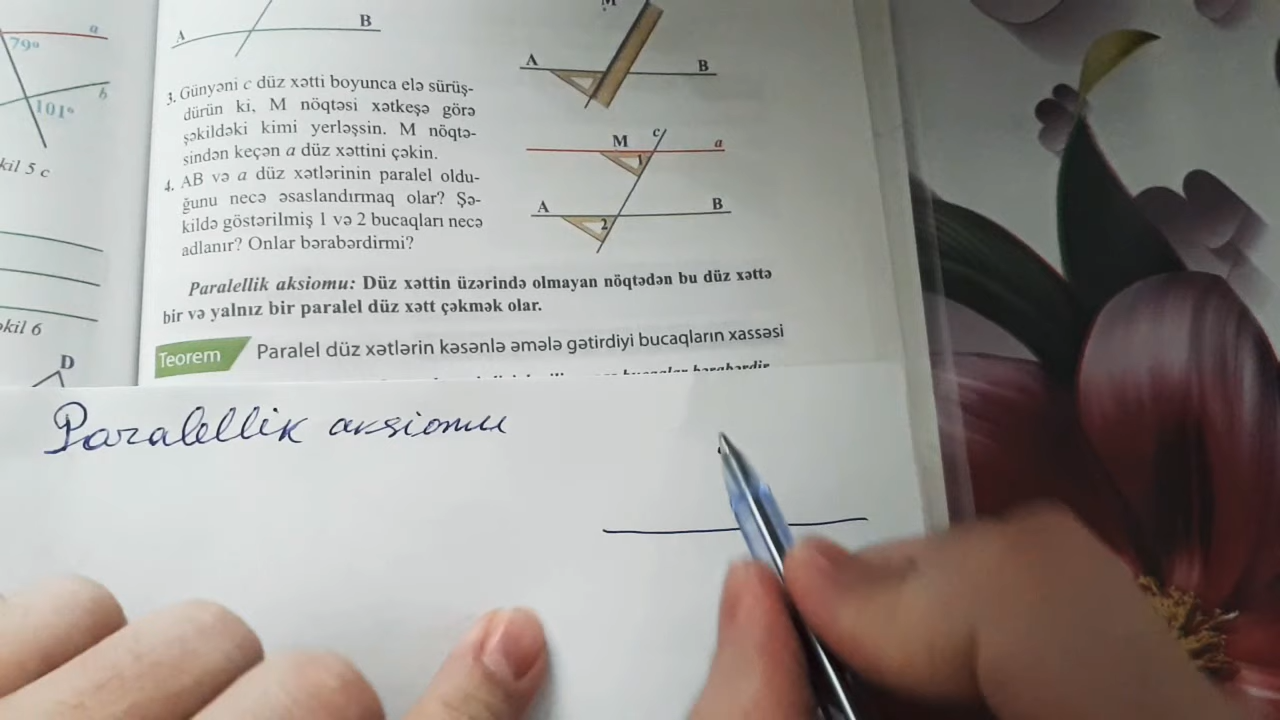 a
79°
b
101°
kil 5 c
kil 6
D
A B
3. Günyəni c düz xətti boyunca elə sürüş-
dürün ki, M nöqtəsi xətkeşə görə
şəkildəki kimi yerləşsin. M nöqtə-
sindən keçən a düz xəttini çəkin.
4. AB və a düz xətlərinin paralel oldu-
ğunu necə əsaslandırmaq olar? Şə-
kildə göstərilmiş 1 və 2 bucaqları necə
adlanır? Onlar bərabərdirmi?
M
A B
M c a
1
A B
2
Paralellik aksiomu: Düz xəttin üzərində olmayan nöqtədən bu düz xəttə
bir və yalnız bir paralel düz xətt çəkmək olar.
Teorem Paralel düz xətlərin kəsənlə əmələ gətirdiyi bucaqların xassəsi
bucaqlar bərabərdir
Paralellik aksiomu